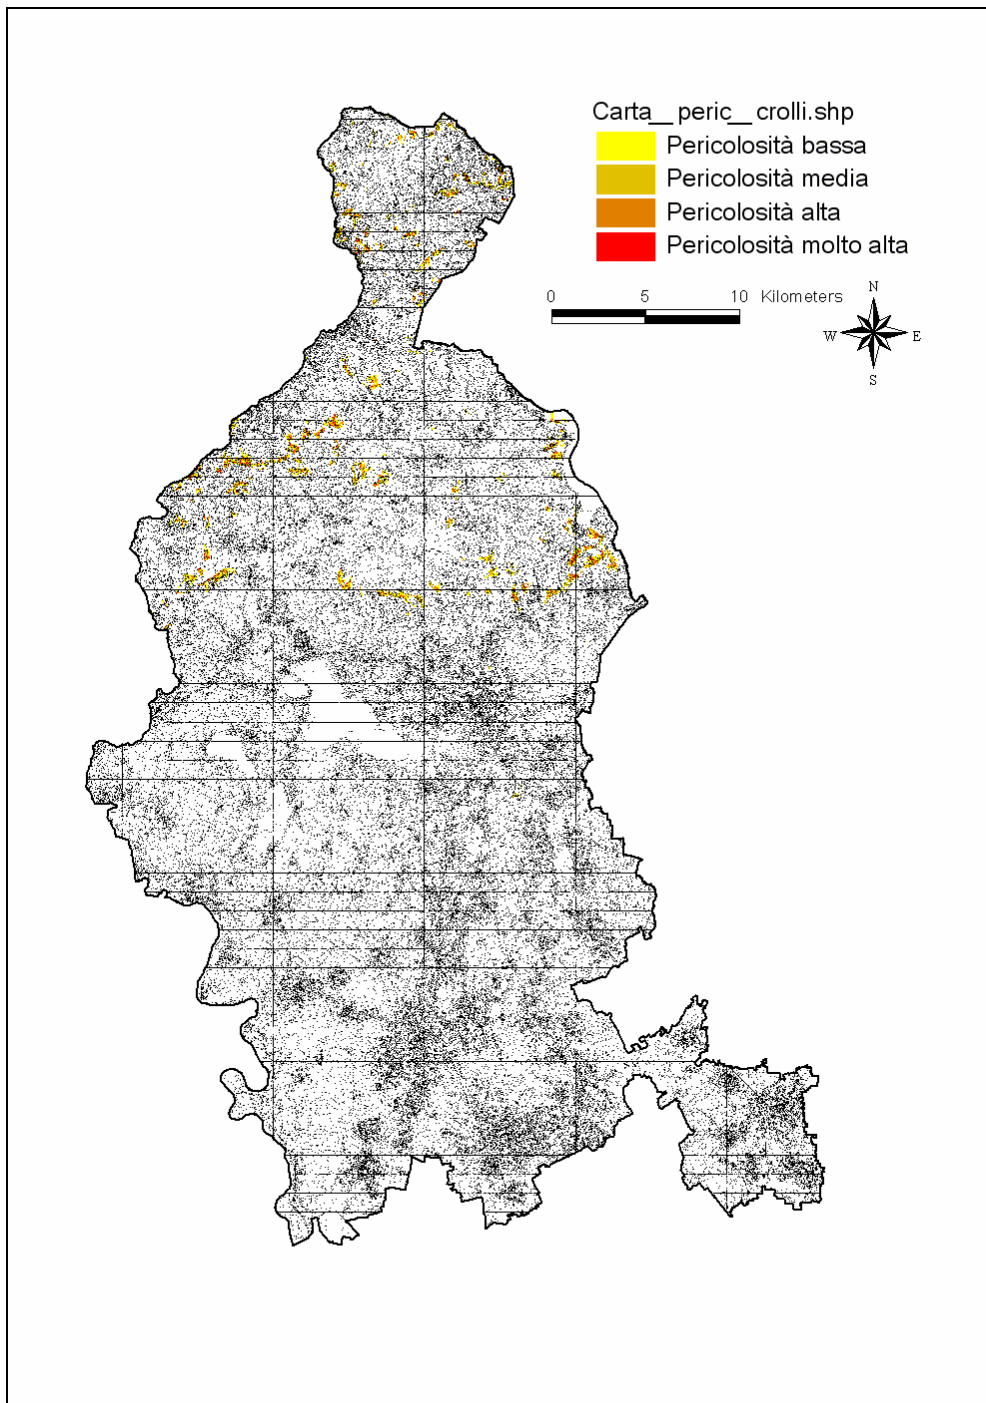 Carta__peric__crolli.shp
Pericolosità bassa
Pericolosità media
Pericolosità alta
Pericolosità molto alta
0 5 10 Kilometers
N
W E
S